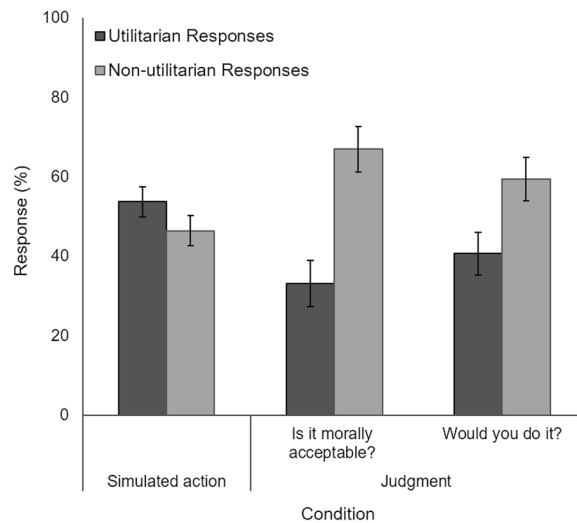 100
80
60
40
20
0
Response (%)
Utilitarian Responses
Non-utilitarian Responses
Is it morally
acceptable?
Would you do it?
Simulated action
Judgment
Condition